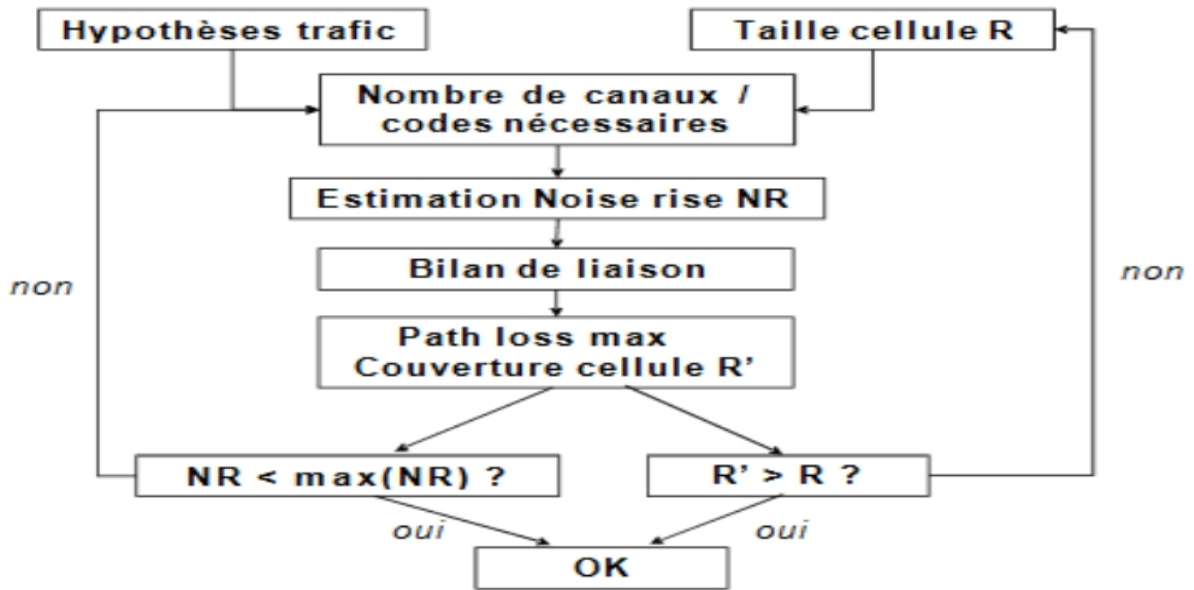 Hypothèses trafic
Taille cellule R
Nombre de canaux /
codes nécessaires
Estimation Noise rise NR
Bilan de liaison
non
non
Path loss max
Couverture cellule R’
NR < max(NR) ?
R’ > R ?
oui
oui
OK